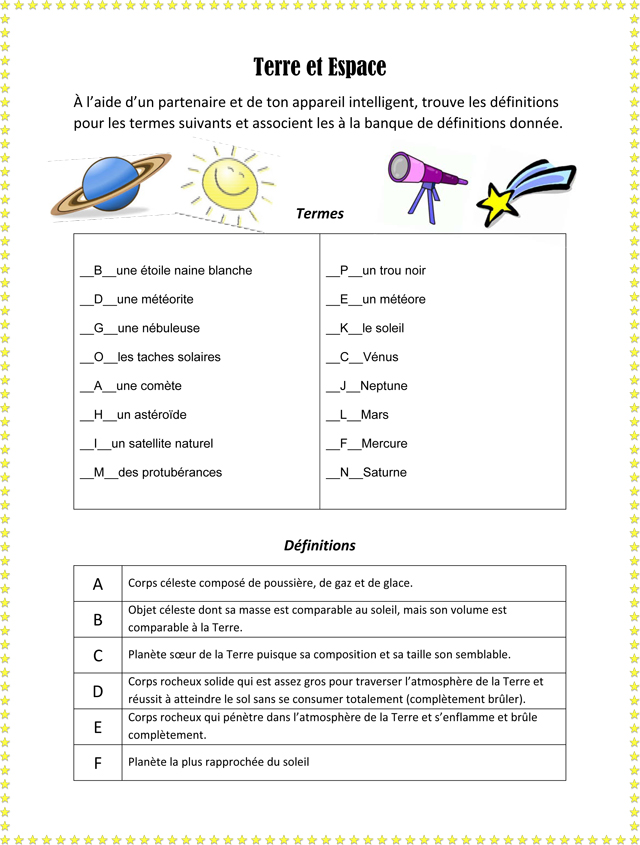 Terre et Espace
À l’aide d’un partenaire et de ton appareil intelligent, trouve les définitions
pour les termes suivants et associent les à la banque de définitions donnée.
Termes
__B__une étoile naine blanche
__D__une météorite
__G__une nébuleuse
__O__les taches solaires
__A__une comète
__H__un astéroïde
__I__un satellite naturel
__M__des protubérances
__P__un trou noir
__E__un météore
__K__le soleil
__C__Vénus
__J__Neptune
__L__Mars
__F__Mercure
__N__Saturne
Définitions
A Corps céleste composé de poussière, de gaz et de glace.
B Objet céleste dont sa masse est comparable au soleil, mais son volume est
comparable à la Terre.
C Planète sœur de la Terre puisque sa composition et sa taille son semblable.
D Corps rocheux solide qui est assez gros pour traverser l’atmosphère de la Terre et
réussit à atteindre le sol sans se consumer totalement (complètement brûler).
E Corps rocheux qui pénètre dans l’atmosphère de la Terre et s’enflamme et brûle
complètement.
F Planète la plus rapprochée du soleil